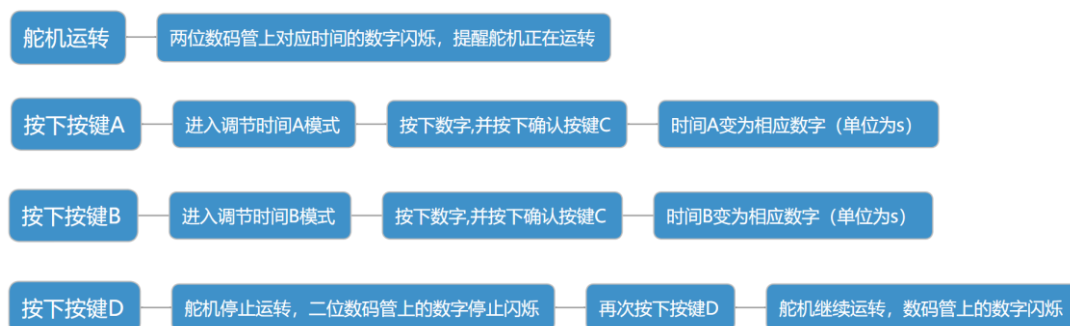 舵机运转 两位数码管上对应时间的数字闪烁，提醒舵机正在运转
按下按键A 进入调节时间A模式 按下数字,并按下确认按键C 时间A变为相应数字（单位为s）
按下按键B 进入调节时间B模式 按下数字,并按下确认按键C 时间B变为相应数字（单位为s）
按下按键D 舵机停止运转，二位数码管上的数字停止闪烁 再次按下按键D 舵机继续运转，数码管上的数字闪烁